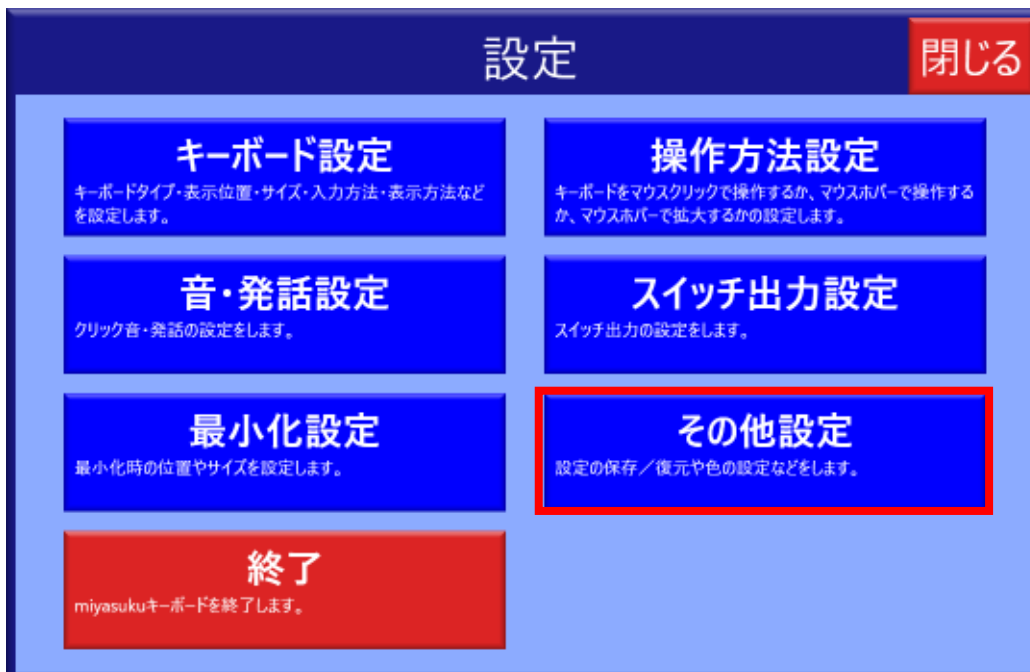 設定
閉じる
キーボード設定
キーボードタイプ・表示位置・サイズ・入力方法・表示方法など
を設定します。
操作方法設定
キーボードをマウスクリックで操作するか、マウスホバーで操作する
か、マウスホバーで拡大するかの設定します。
音・発話設定
クリック音・発話の設定をします。
スイッチ出力設定
スイッチ出力の設定をします。
最小化設定
最小化時の位置やサイズを設定します。
その他設定
設定の保存／復元や色の設定などをします。
終了
miyasukuキーボードを終了します。